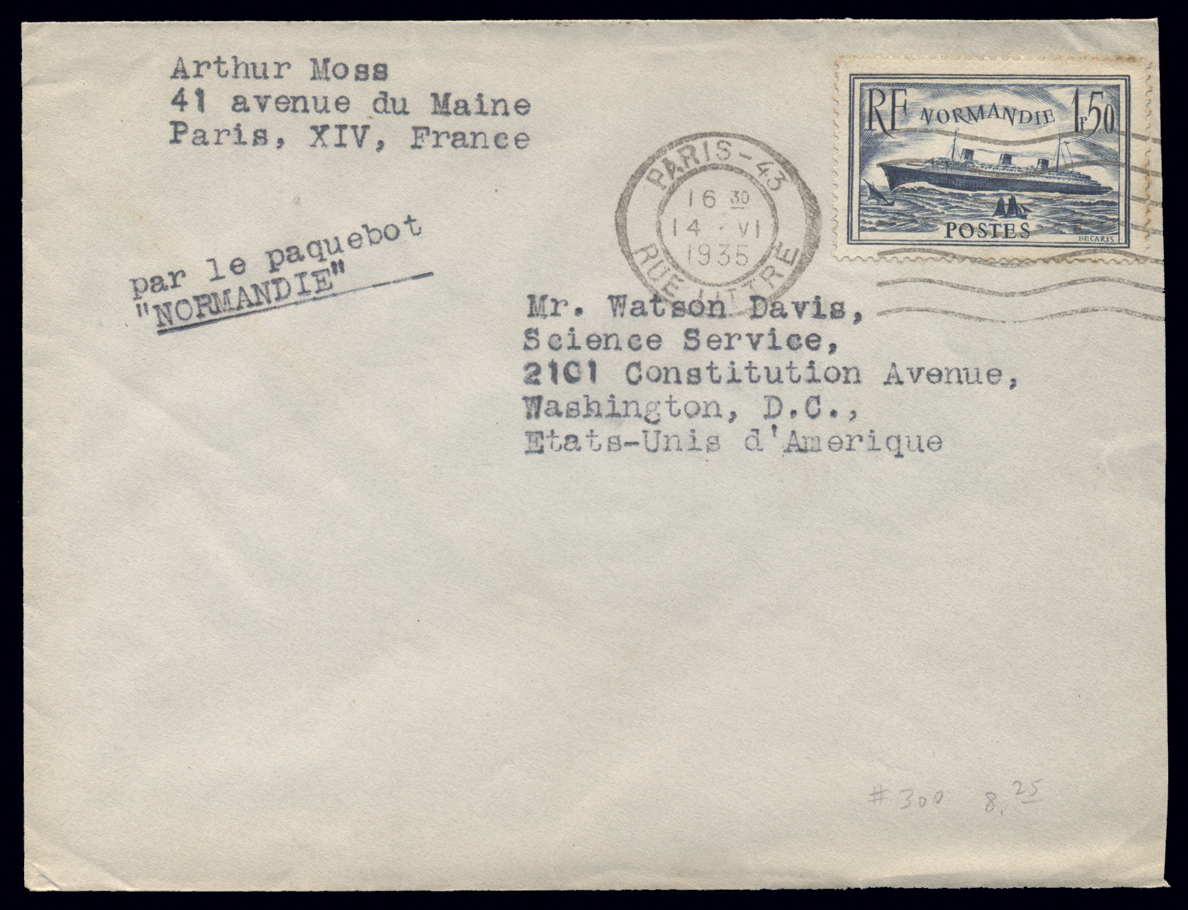 Arthur Moss
41 avenue du Maine
Paris, XIV, France
par le paquebot
"NORMANDIE"
PARIS - 43
16 30
14 · VI
1935
RUE LITTRÉ
RF NORMANDIE 1f50
POSTES
DECARIS
Mr. Watson Davis,
Science Service,
2101 Constitution Avenue,
Washington, D.C.,
Etats-Unis d'Amerique
# 300 8.25